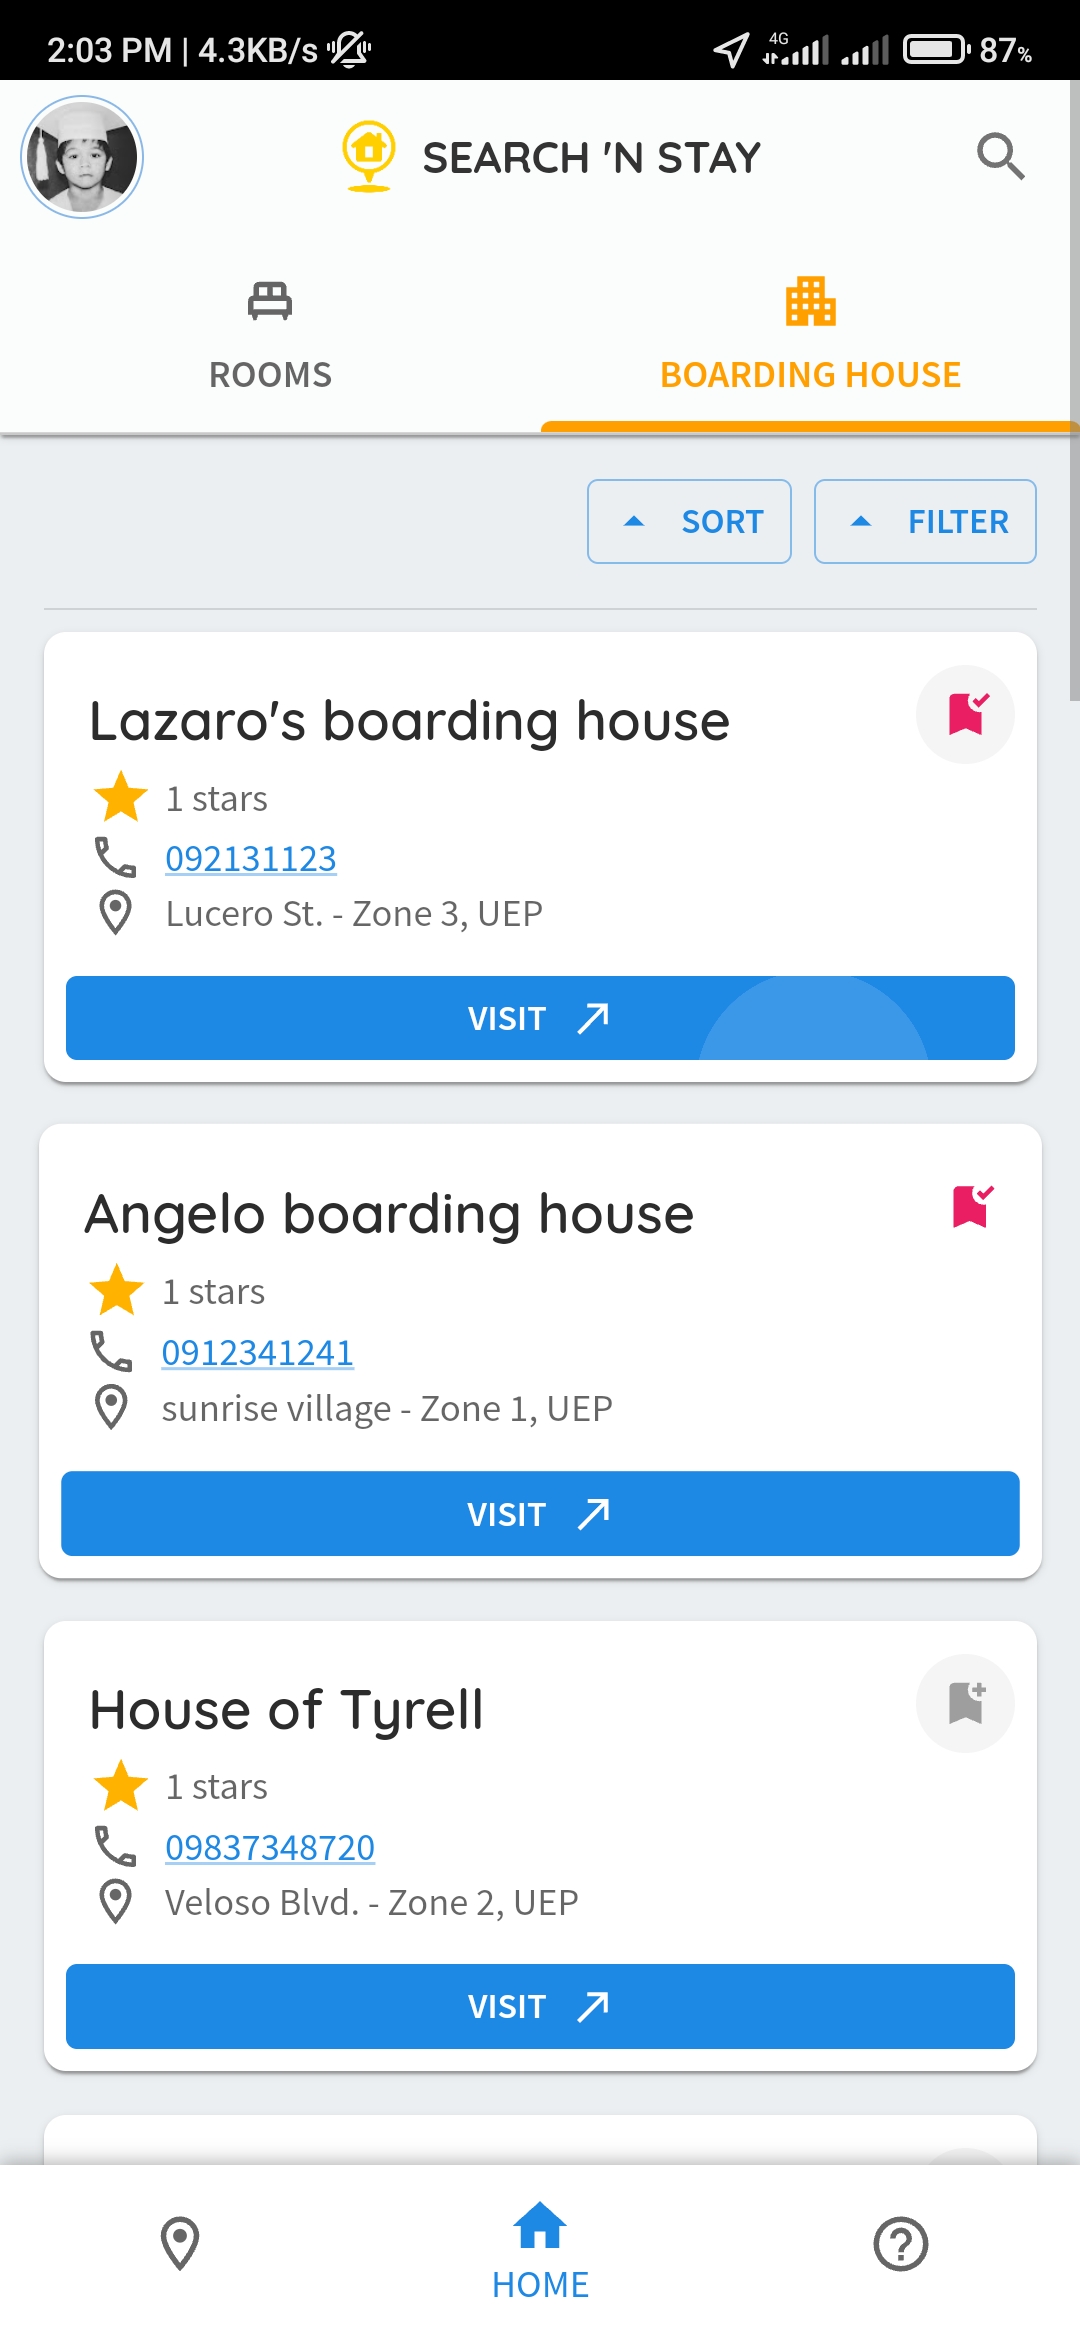 2:03 PM | 4.3KB/s 4G 87%
SEARCH 'N STAY
ROOMS BOARDING HOUSE
SORT FILTER
Lazaro's boarding house
1 stars
092131123
Lucero St. - Zone 3, UEP
VISIT
Angelo boarding house
1 stars
0912341241
sunrise village - Zone 1, UEP
VISIT
House of Tyrell
1 stars
09837348720
Veloso Blvd. - Zone 2, UEP
VISIT
HOME